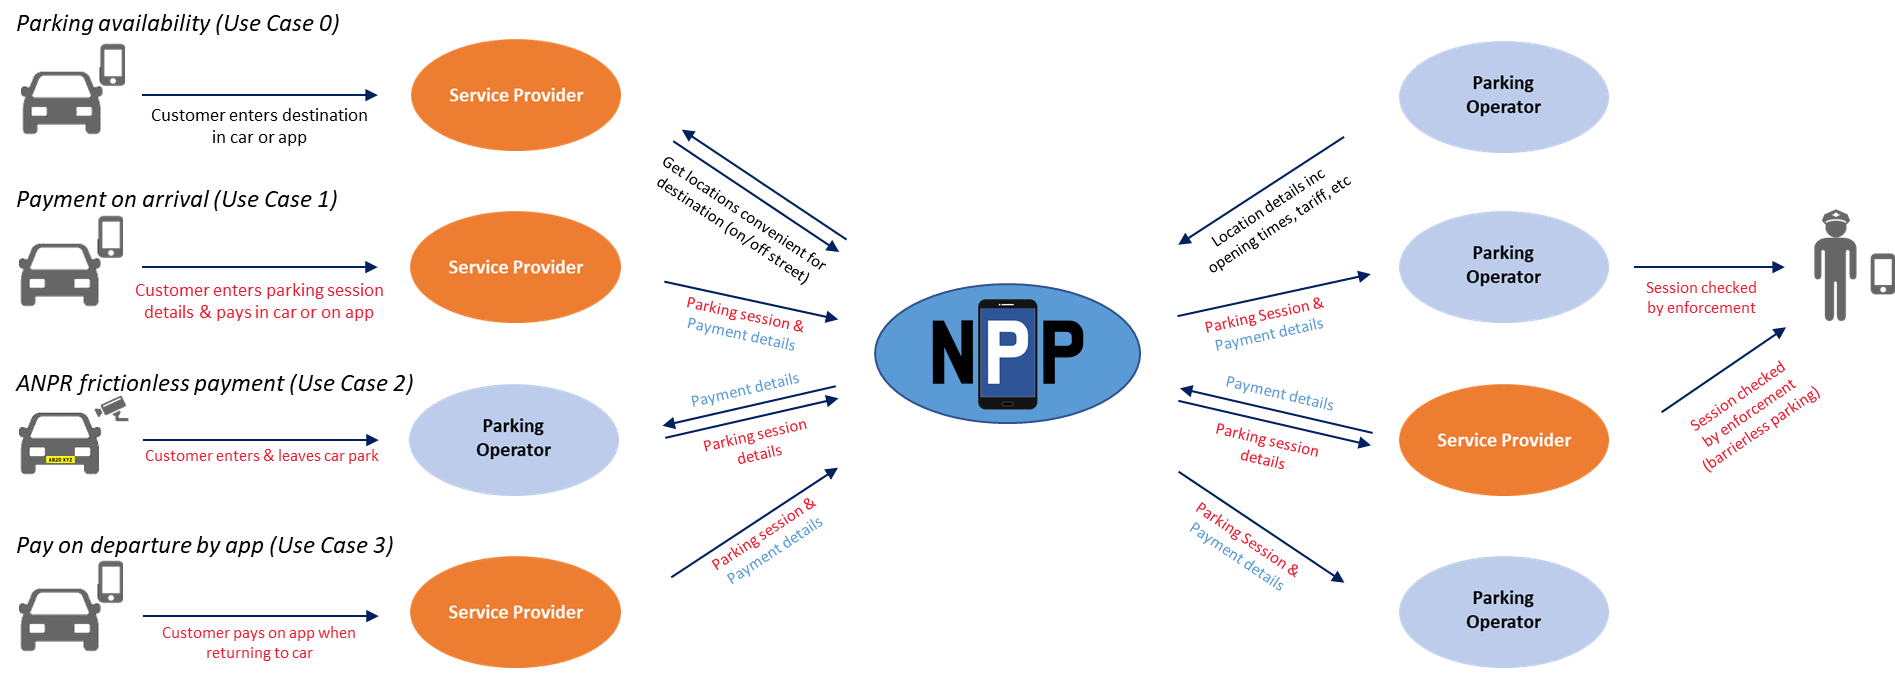 Parking availability (Use Case 0)
Customer enters destination
in car or app
Service Provider
Get locations convenient for
destination (on/off street)
Location details inc
opening times, tariff, etc
Parking
Operator
Payment on arrival (Use Case 1)
Customer enters parking session
details & pays in car or on app
Service Provider
Parking session &
Payment details
NPP
Parking Session &
Payment details
Parking
Operator
Session checked
by enforcement
ANPR frictionless payment (Use Case 2)
AB20 XYZ
Customer enters & leaves car park
Parking
Operator
Payment details
Parking session
details
Payment details
Parking session
details
Service Provider
Session checked
by enforcement
(barrierless parking)
Pay on departure by app (Use Case 3)
Customer pays on app when
returning to car
Service Provider
Parking session &
Payment details
Parking Session &
Payment details
Parking
Operator